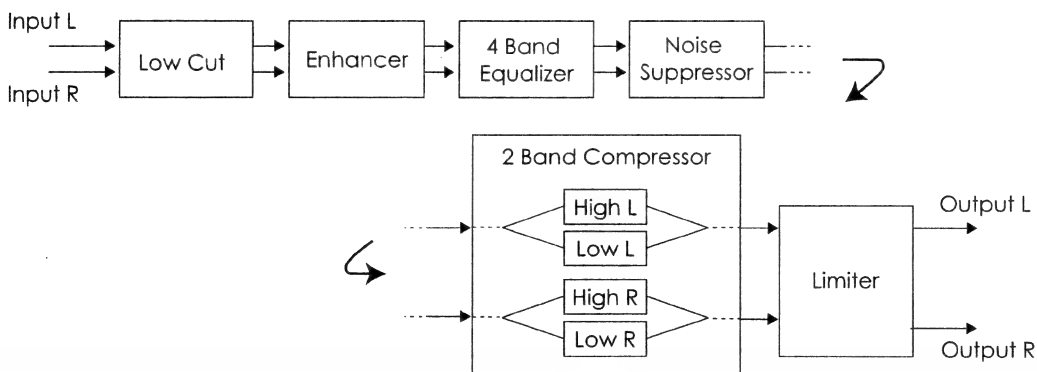 Input L
Input R
Low Cut
Enhancer
4 Band
Equalizer
Noise
Suppressor
2 Band Compressor
High L
Low L
High R
Low R
Limiter
Output L
Output R